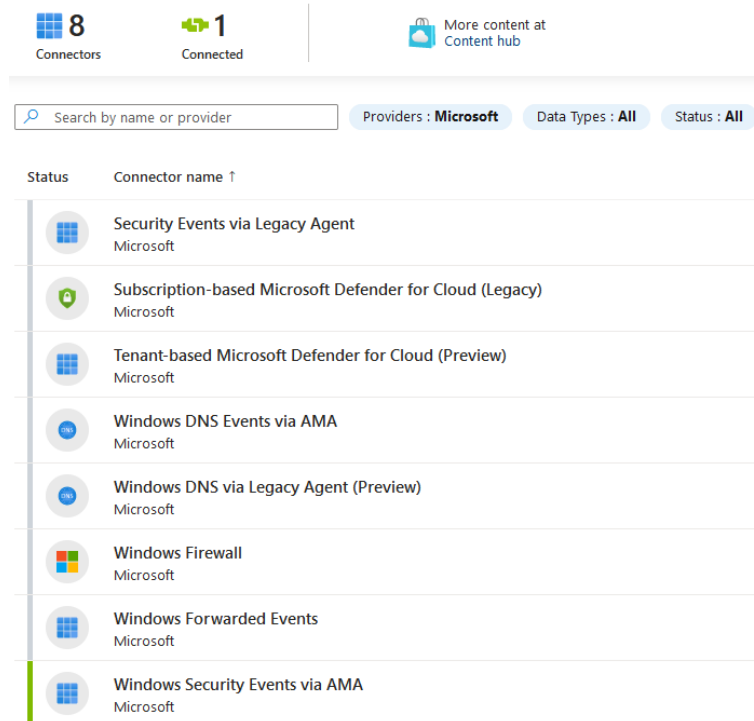 8
Connectors
1
Connected
More content at
Content hub
Search by name or provider
Providers : Microsoft
Data Types : All
Status : All
Status
Connector name ↑
Security Events via Legacy Agent
Microsoft
Subscription-based Microsoft Defender for Cloud (Legacy)
Microsoft
Tenant-based Microsoft Defender for Cloud (Preview)
Microsoft
DNS
Windows DNS Events via AMA
Microsoft
DNS
Windows DNS via Legacy Agent (Preview)
Microsoft
Windows Firewall
Microsoft
Windows Forwarded Events
Microsoft
Windows Security Events via AMA
Microsoft